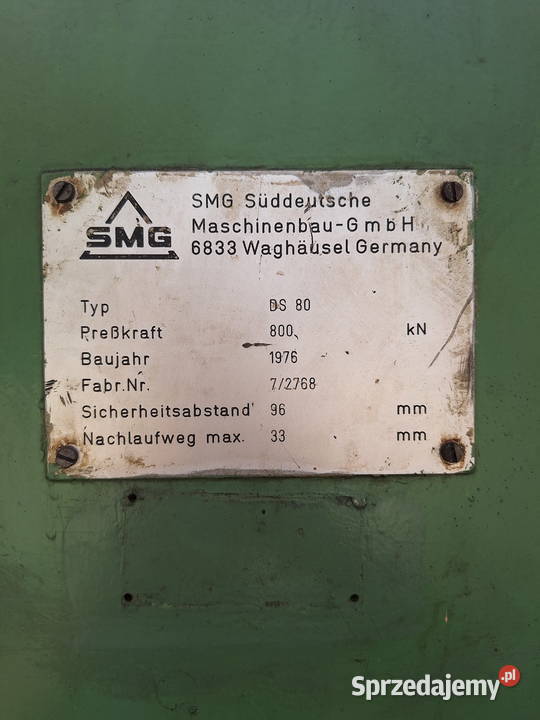 SMG
SMG Süddeutsche
Maschinenbau-GmbH
6833 Waghäusel Germany
Typ DS 80
Preßkraft 800 kN
Baujahr 1976
Fabr.Nr. 7/2768
Sicherheitsabstand 96 mm
Nachlaufweg max. 33 mm
Sprzedajemy.pl